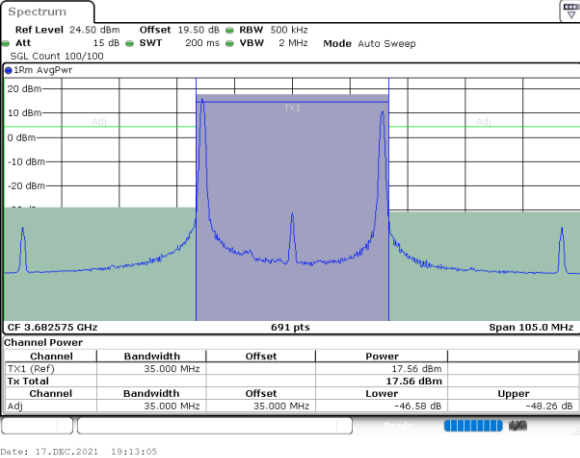 Spectrum
Ref Level 24.50 dBm Offset 19.50 dB RBW 500 kHz
Att 15 dB SWT 200 ms VBW 2 MHz Mode Auto Sweep
SGL Count 100/100
1Rm AvgPwr
20 dBm
TX1
10 dBm
Adj Adj
0 dBm
-10 dBm
-20 dBm
CF 3.682575 GHz 691 pts Span 105.0 MHz
Channel Power
Channel Bandwidth Offset Power
TX1 (Ref) 35.000 MHz 17.56 dBm
Tx Total 17.56 dBm
Channel Bandwidth Offset Lower Upper
Adj 35.000 MHz 35.000 MHz -46.58 dB -48.26 dB
Ready
Date: 17.DEC.2021 19:13:05